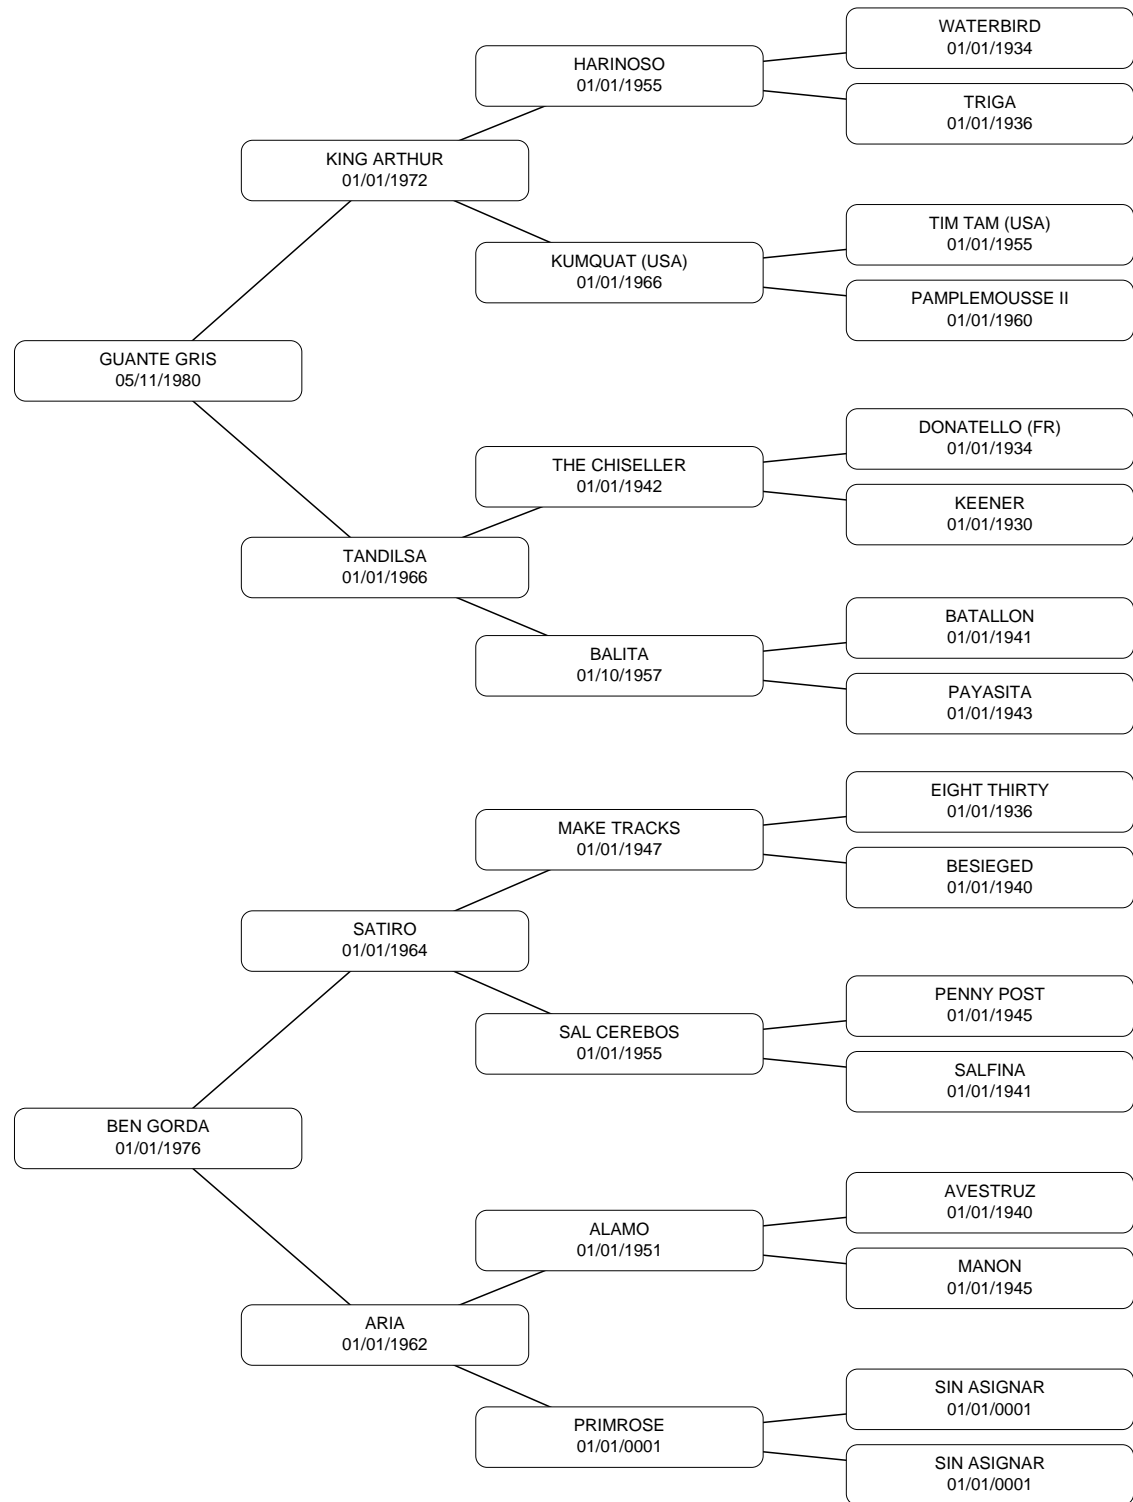 WATERBIRD
01/01/1934
HARINOSO
01/01/1955
TRIGA
01/01/1936
KING ARTHUR
01/01/1972
TIM TAM (USA)
01/01/1955
KUMQUAT (USA)
01/01/1966
PAMPLEMOUSSE II
01/01/1960
GUANTE GRIS
05/11/1980
DONATELLO (FR)
01/01/1934
THE CHISELLER
01/01/1942
KEENER
01/01/1930
TANDILSA
01/01/1966
BATALLON
01/01/1941
BALITA
01/10/1957
PAYASITA
01/01/1943
EIGHT THIRTY
01/01/1936
MAKE TRACKS
01/01/1947
BESIEGED
01/01/1940
SATIRO
01/01/1964
PENNY POST
01/01/1945
SAL CEREBOS
01/01/1955
SALFINA
01/01/1941
BEN GORDA
01/01/1976
AVESTRUZ
01/01/1940
ALAMO
01/01/1951
MANON
01/01/1945
ARIA
01/01/1962
SIN ASIGNAR
01/01/0001
PRIMROSE
01/01/0001
SIN ASIGNAR
01/01/0001